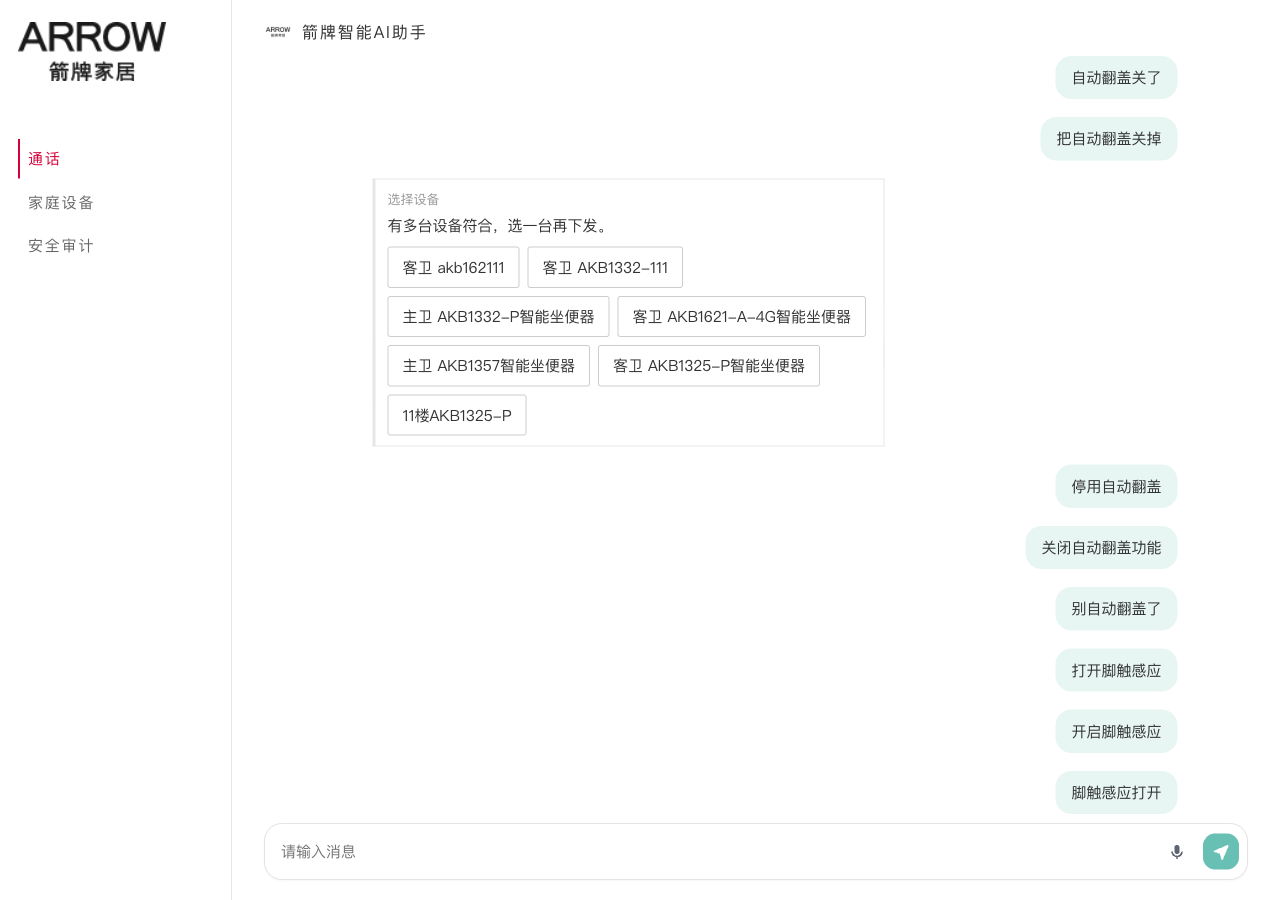 ARROW
箭牌家居
通话
家庭设备
安全审计
ARROW
箭牌智能AI助手
自动翻盖关了
把自动翻盖关掉
选择设备
有多台设备符合，选一台再下发。
客卫 akb162111
客卫 AKB1332-111
主卫 AKB1332-P智能坐便器
客卫 AKB1621-A-4G智能坐便器
主卫 AKB1357智能坐便器
客卫 AKB1325-P智能坐便器
11楼AKB1325-P
停用自动翻盖
关闭自动翻盖功能
别自动翻盖了
打开脚触感应
开启脚触感应
脚触感应打开
请输入消息